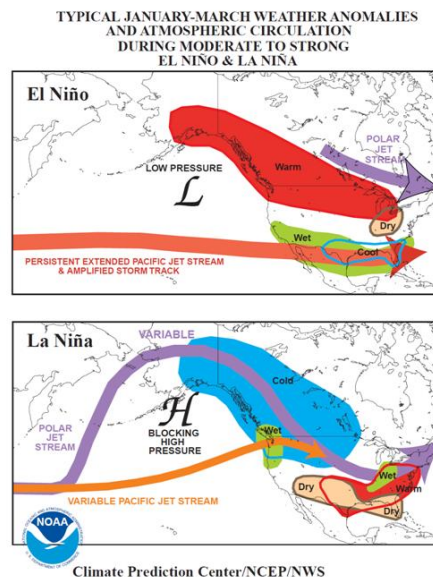 TYPICAL JANUARY-MARCH WEATHER ANOMALIES
AND ATMOSPHERIC CIRCULATION
DURING MODERATE TO STRONG
EL NIÑO & LA NIÑA
El Niño
POLAR
JET
STREAM
LOW PRESSURE
L
Warm
Dry
Wet
Cool
PERSISTENT EXTENDED PACIFIC JET STREAM
& AMPLIFIED STORM TRACK
La Niña
VARIABLE
Cold
H
BLOCKING
HIGH
PRESSURE
Wet
POLAR
JET
STREAM
VARIABLE PACIFIC JET STREAM
Wet
Dry
Warm
Dry
NOAA
Climate Prediction Center/NCEP/NWS